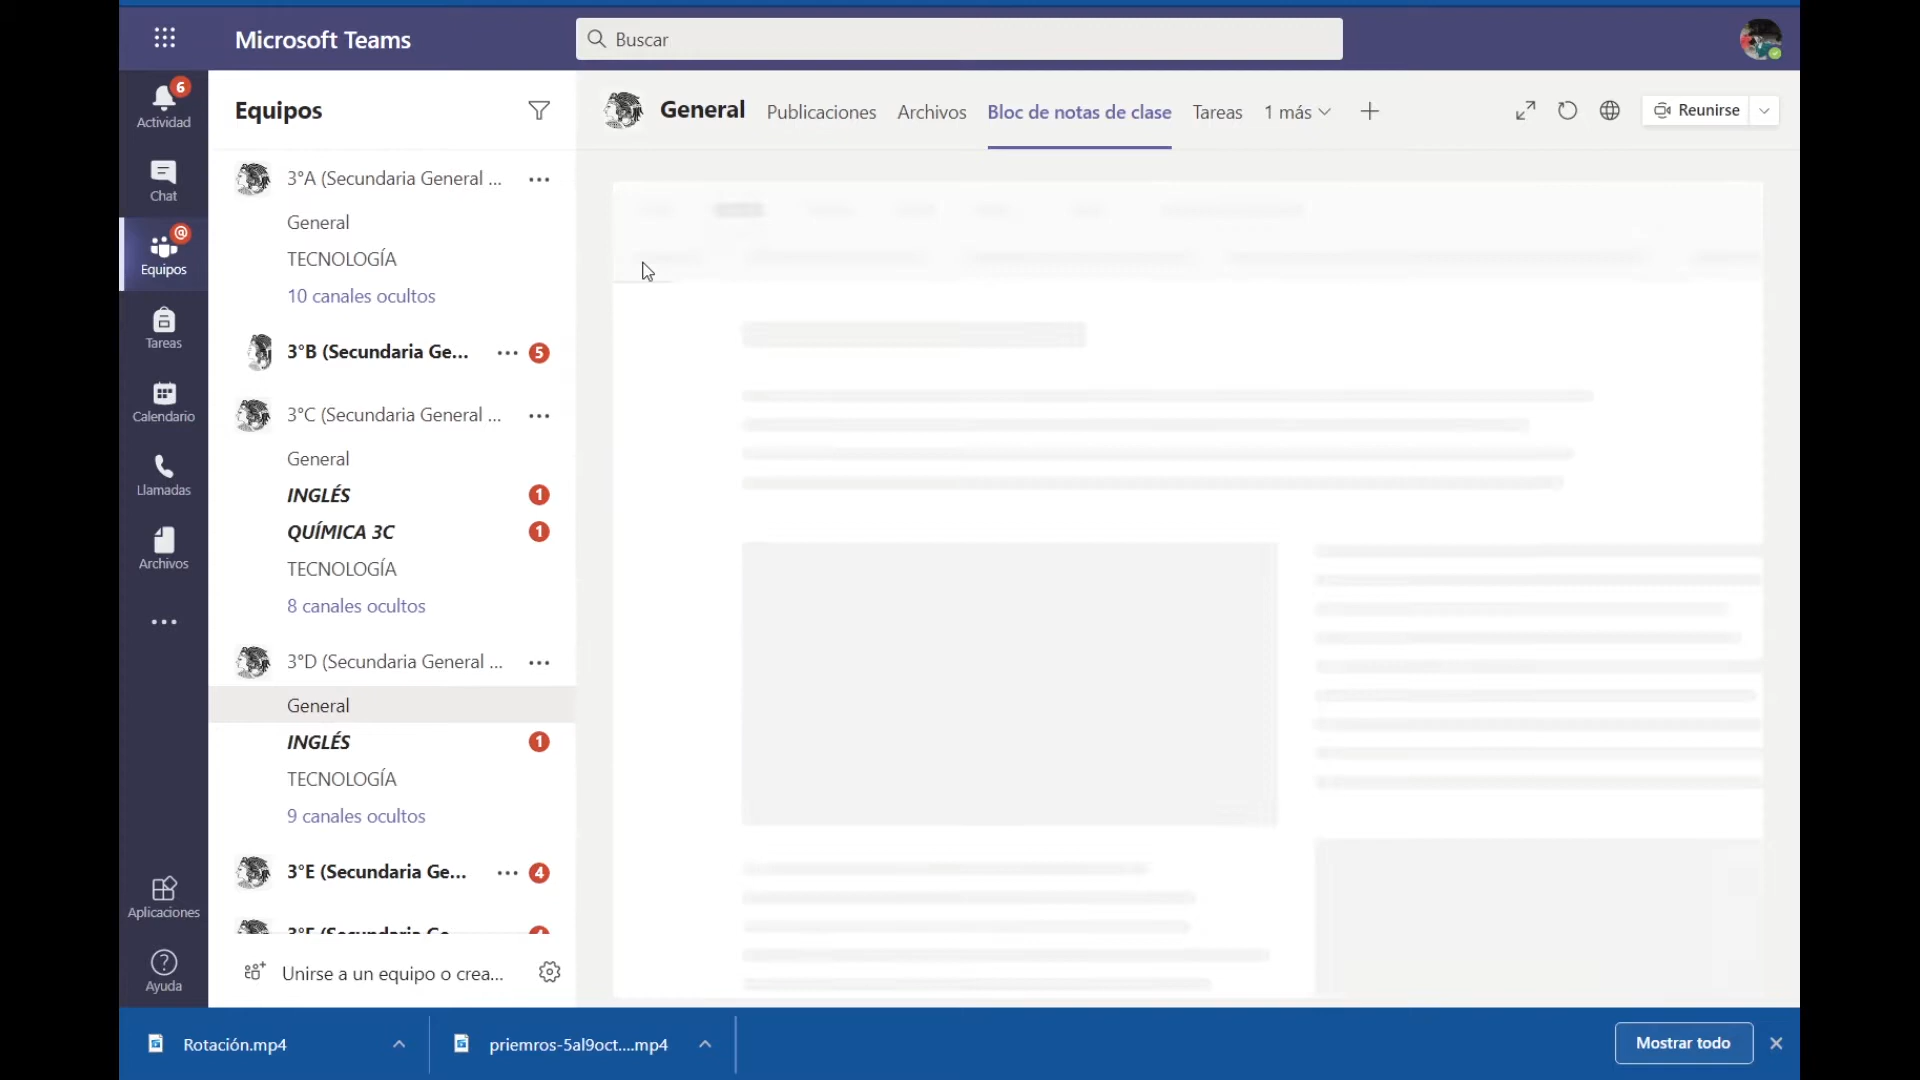 Microsoft Teams
Buscar
6
Actividad
Chat
@
Equipos
Tareas
Calendario
Llamadas
Archivos
Aplicaciones
Ayuda
Equipos
3°A (Secundaria General ...
General
TECNOLOGÍA
10 canales ocultos
3°B (Secundaria Ge... 5
3°C (Secundaria General ...
General
INGLÉS 1
QUÍMICA 3C 1
TECNOLOGÍA
8 canales ocultos
3°D (Secundaria General ...
General
INGLÉS 1
TECNOLOGÍA
9 canales ocultos
3°E (Secundaria Ge... 4
Unirse a un equipo o crea...
General Publicaciones Archivos Bloc de notas de clase Tareas 1 más
Reunirse
Rotación.mp4
priemros-5al9oct....mp4
Mostrar todo